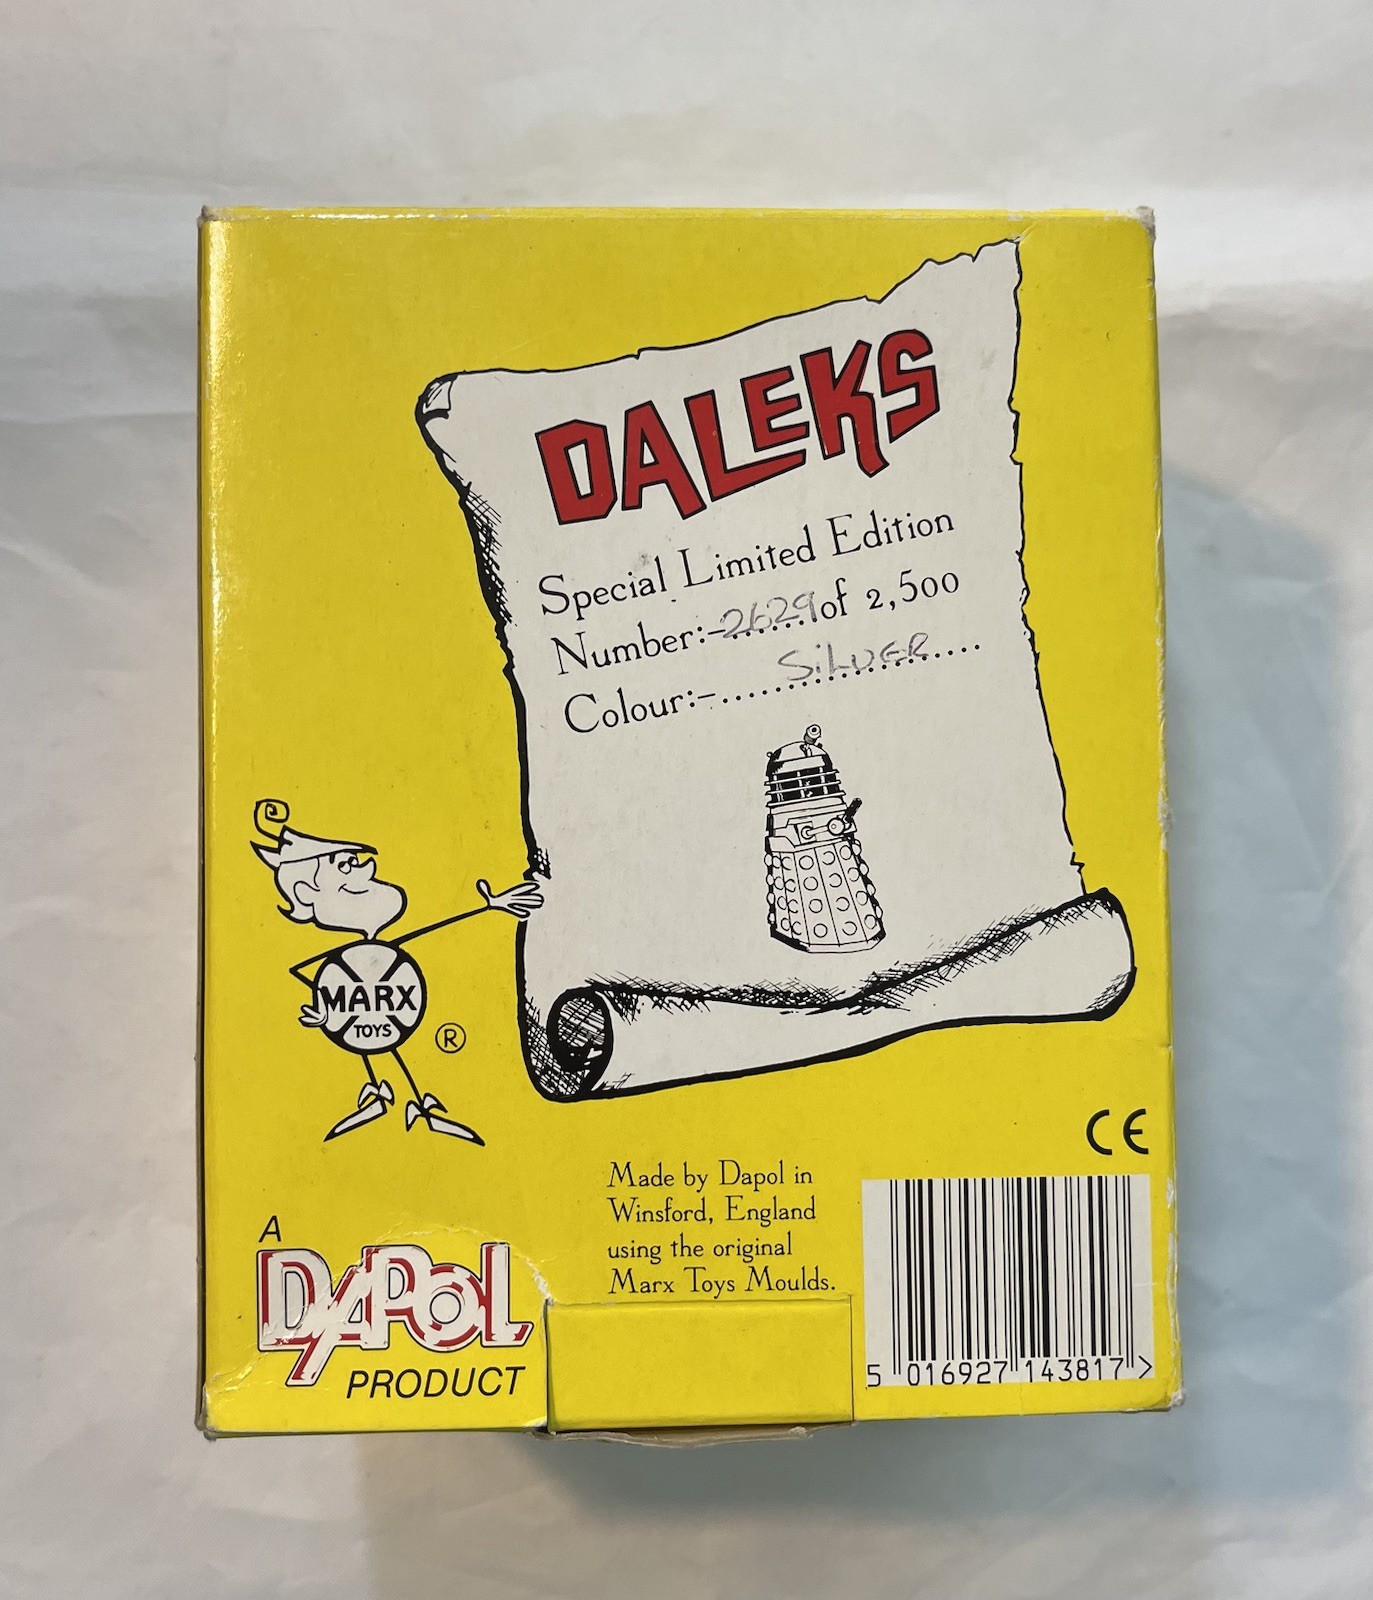 DALEKS
Special Limited Edition
Number:-2629 of 2,500
Colour:-..... SILVER .....
MARX
TOYS
®
CE
Made by Dapol in
Winsford, England
using the original
Marx Toys Moulds.
A
DAPOL
PRODUCT
5 016927 143817 >